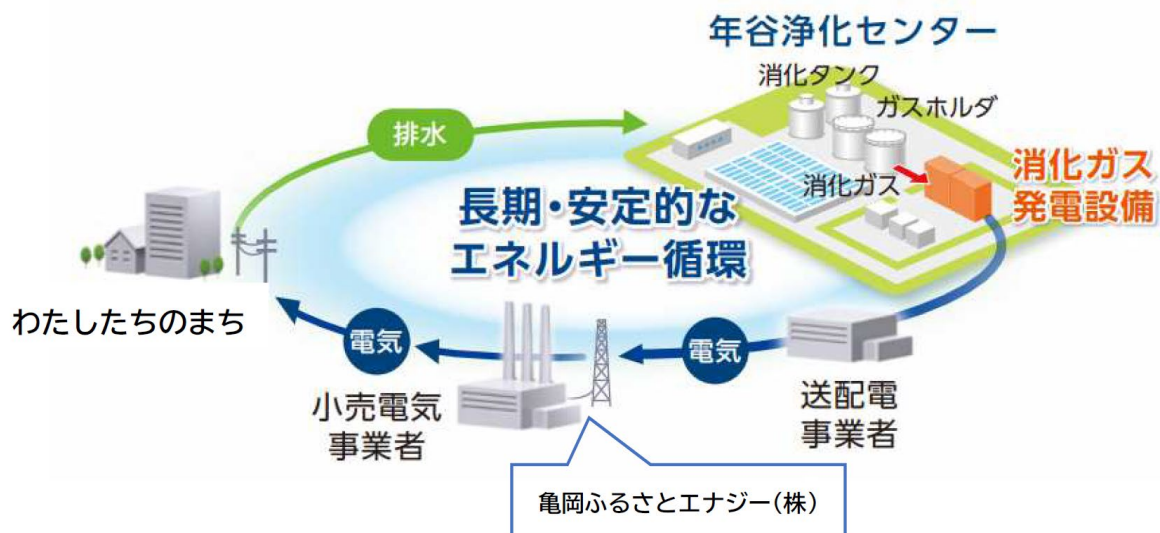 年谷浄化センター
消化タンク
ガスホルダ
排水
消化ガス
消化ガス
発電設備
長期・安定的な
エネルギー循環
わたしたちのまち
電気
電気
小売電気
事業者
送配電
事業者
亀岡ふるさとエナジー(株)